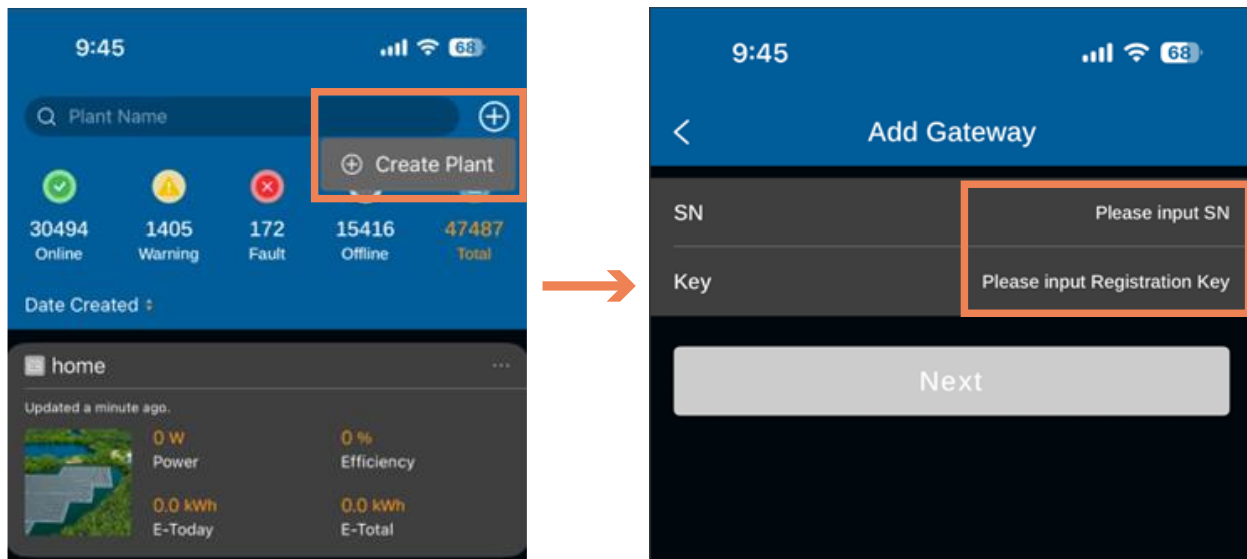 9:45
68
Plant Name
Create Plant
30494 1405 172 15416 47487
Online Warning Fault Offline Total
Date Created
home
Updated a minute ago.
0 W 0 %
Power Efficiency
0.0 kWh 0.0 kWh
E-Today E-Total
9:45
68
Add Gateway
SN Please input SN
Key Please input Registration Key
Next